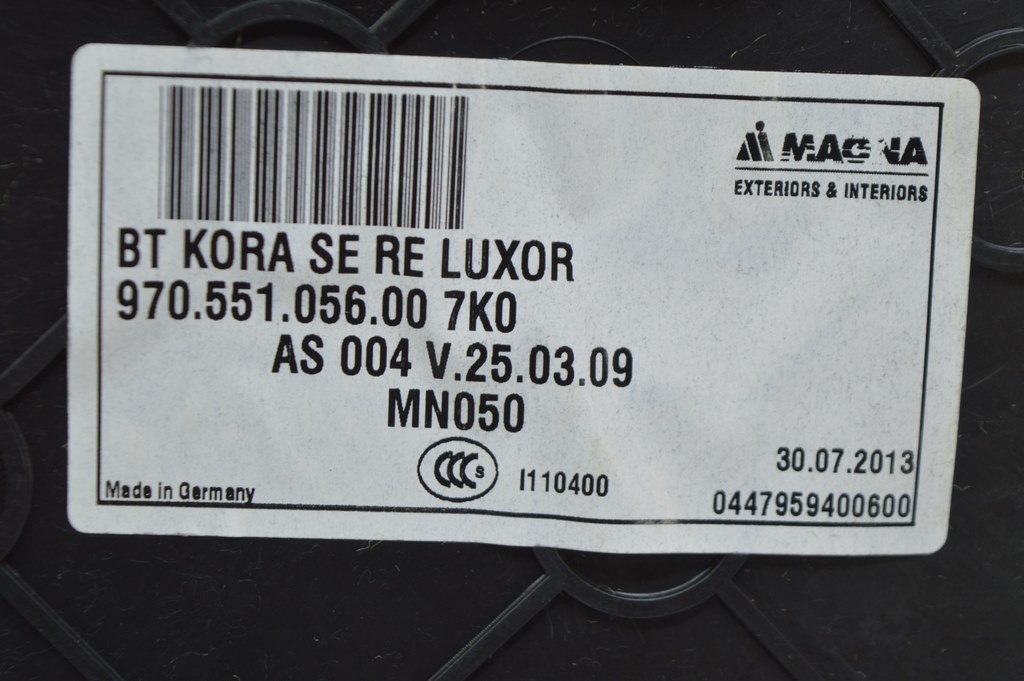 MAGNA
EXTERIORS & INTERIORS
BT KORA SE RE LUXOR
970.551.056.00 7K0
AS 004 V.25.03.09
MN050
CCC S
I110400
30.07.2013
Made in Germany
0447959400600